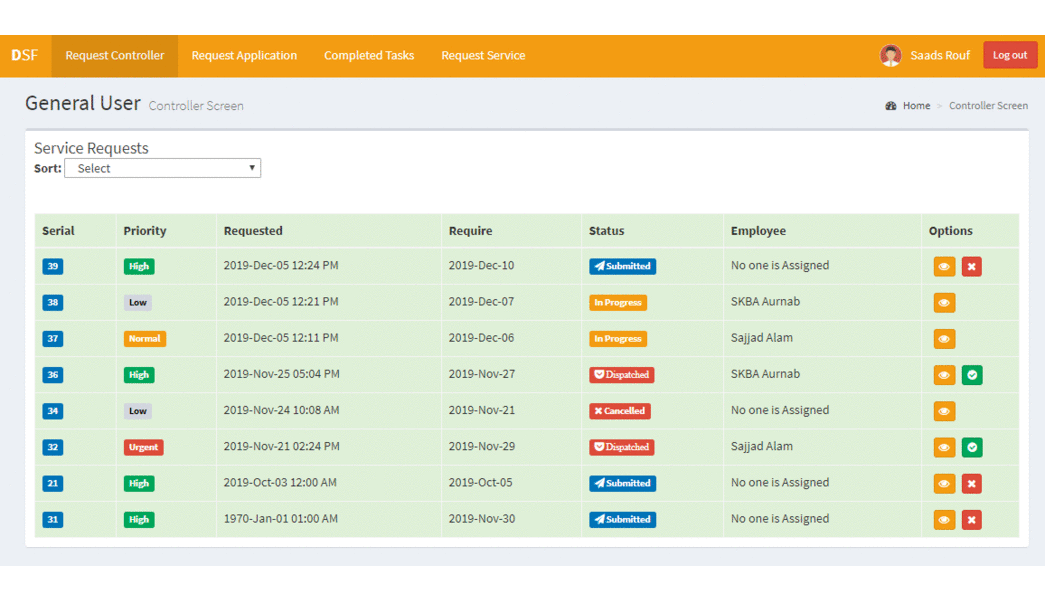 DSF Request Controller Request Application Completed Tasks Request Service Saads Rouf Log out
General User Controller Screen Home > Controller Screen
Service Requests
Sort: Select
Serial Priority Requested Require Status Employee Options
39 High 2019-Dec-05 12:24 PM 2019-Dec-10 Submitted No one is Assigned
38 Low 2019-Dec-05 12:21 PM 2019-Dec-07 In Progress SKBA Aurnab
37 Normal 2019-Dec-05 12:11 PM 2019-Dec-06 In Progress Sajjad Alam
36 High 2019-Nov-25 05:04 PM 2019-Nov-27 Dispatched SKBA Aurnab
34 Low 2019-Nov-24 10:08 AM 2019-Nov-21 Cancelled No one is Assigned
32 Urgent 2019-Nov-21 02:24 PM 2019-Nov-29 Dispatched Sajjad Alam
21 High 2019-Oct-03 12:00 AM 2019-Oct-05 Submitted No one is Assigned
31 High 1970-Jan-01 01:00 AM 2019-Nov-30 Submitted No one is Assigned